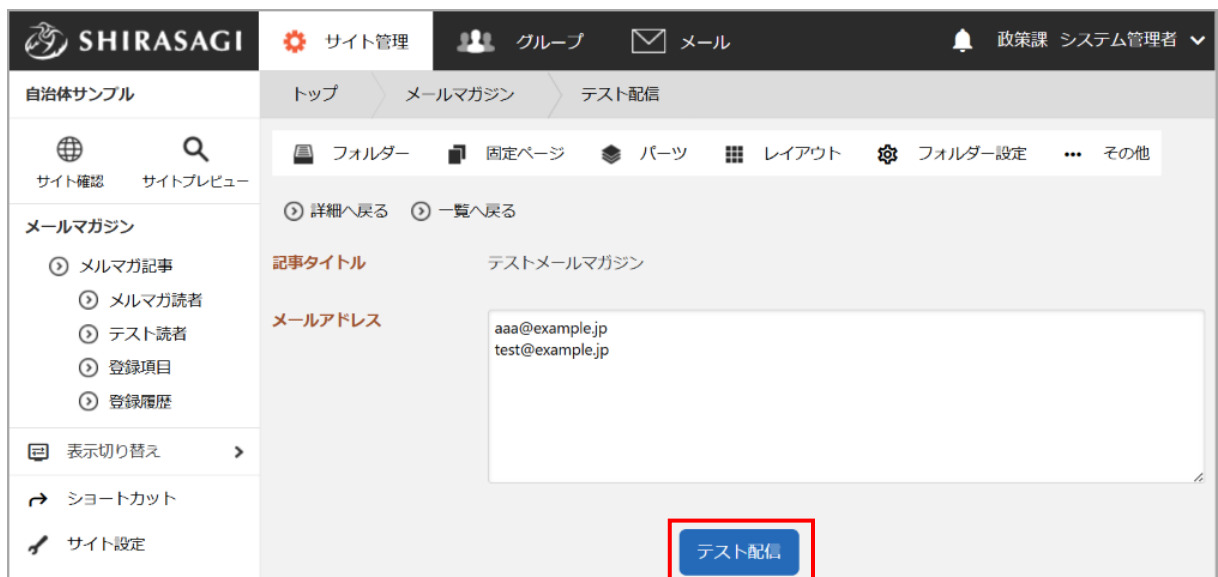 SHIRASAGI サイト管理 グループ メール 政策課 システム管理者
自治体サンプル
トップ メールマガジン テスト配信
サイト確認 サイトプレビュー
フォルダー 固定ページ パーツ レイアウト フォルダー設定 ••• その他
メールマガジン
メルマガ記事
メルマガ読者
テスト読者
登録項目
登録履歴
表示切り替え
ショートカット
サイト設定
詳細へ戻る 一覧へ戻る
記事タイトル テストメールマガジン
メールアドレス aaa@example.jp
test@example.jp
テスト配信